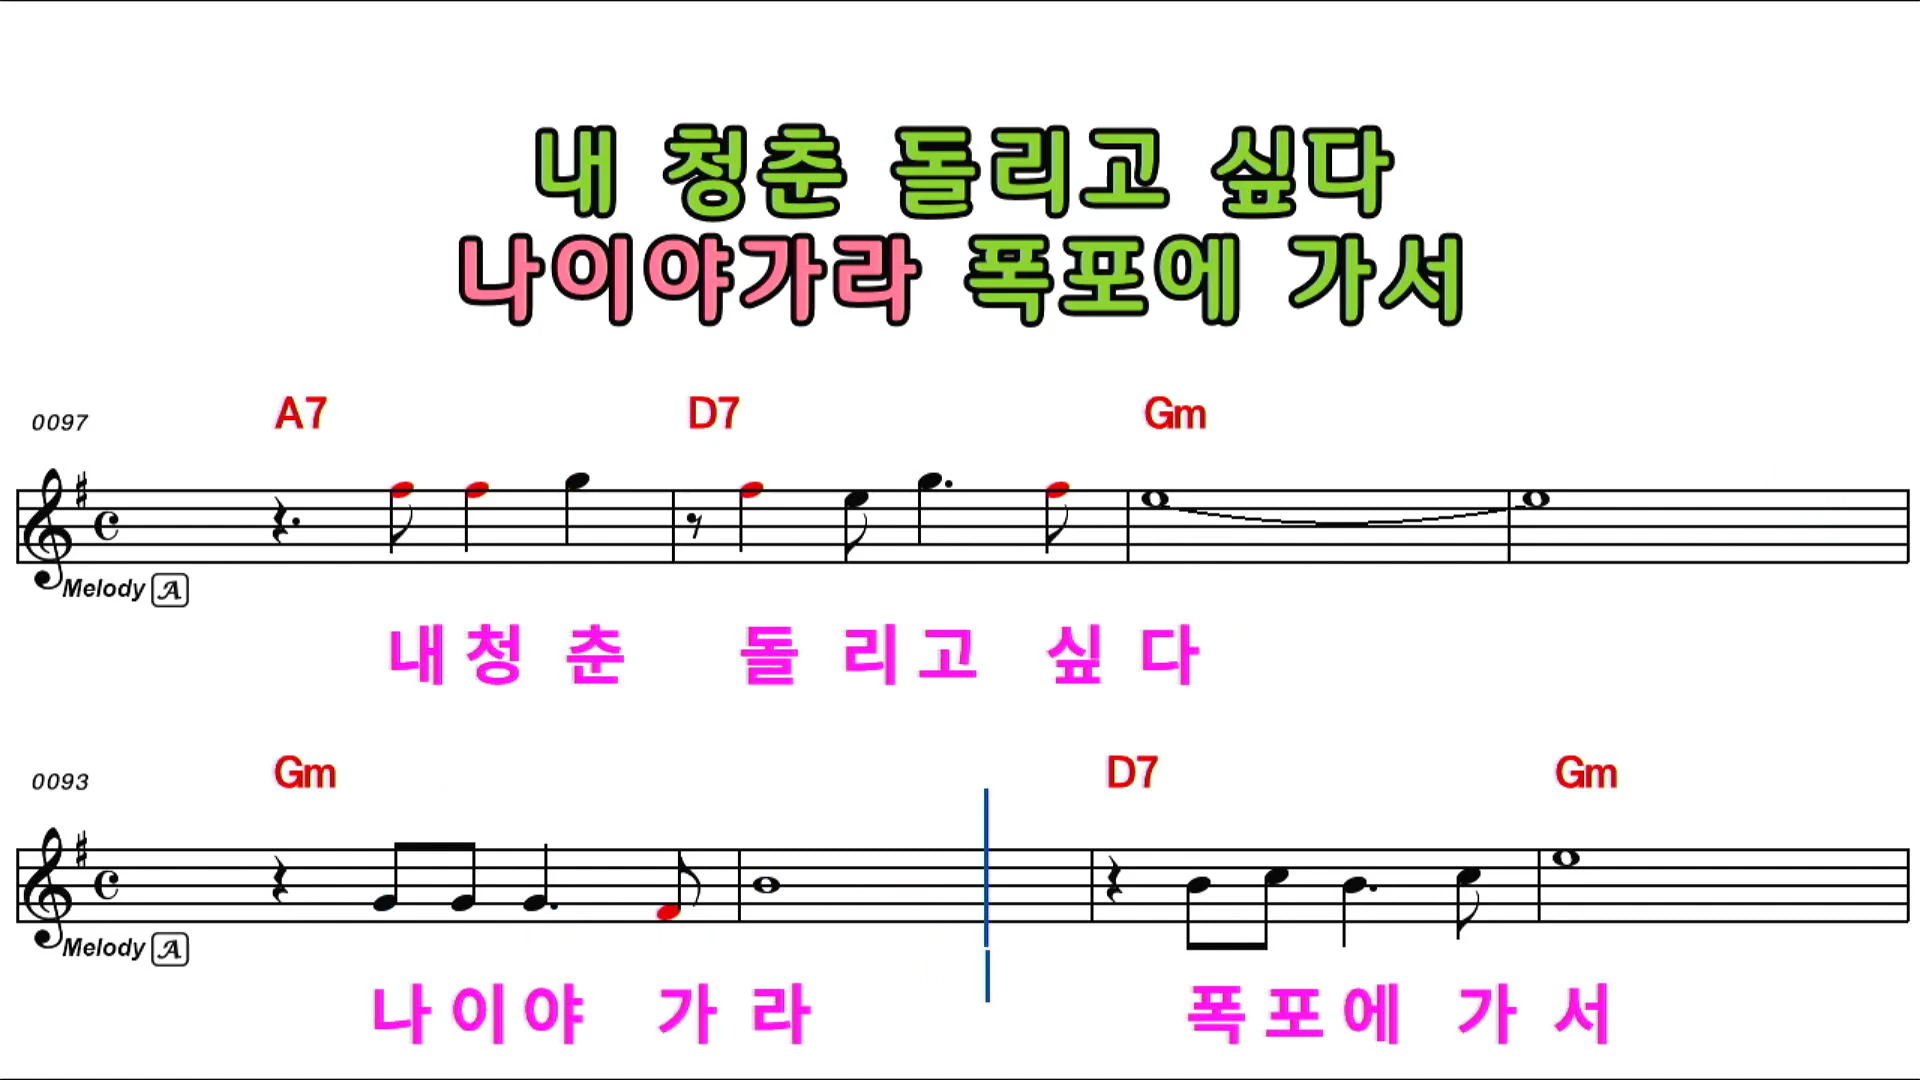 내 청춘 돌리고 싶다
나이야가라 폭포에 가서
0097 A7 D7 Gm
Melody A
내 청 춘 돌 리 고 싶 다
0093 Gm D7 Gm
Melody A
나 이 야 가 라 폭 포 에 가 서